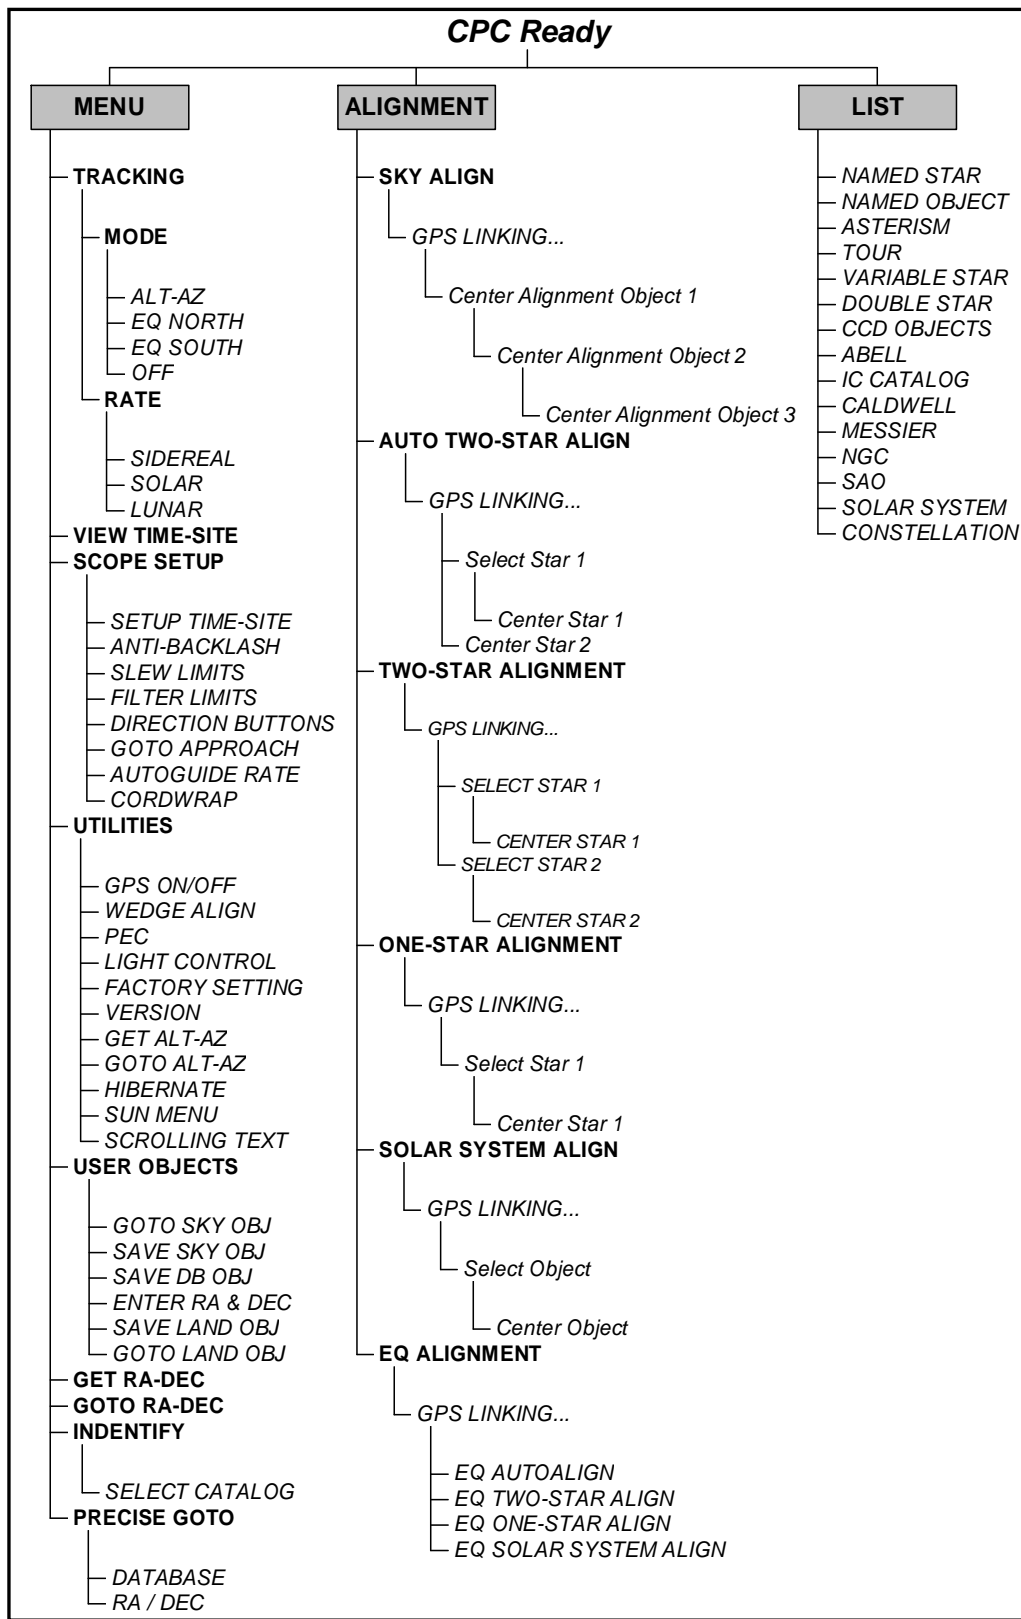 CPC Ready
MENU
TRACKING
MODE
ALT-AZ
EQ NORTH
EQ SOUTH
OFF
RATE
SIDEREAL
SOLAR
LUNAR
VIEW TIME-SITE
SCOPE SETUP
SETUP TIME-SITE
ANTI-BACKLASH
SLEW LIMITS
FILTER LIMITS
DIRECTION BUTTONS
GOTO APPROACH
AUTOGUIDE RATE
CORDWRAP
UTILITIES
GPS ON/OFF
WEDGE ALIGN
PEC
LIGHT CONTROL
FACTORY SETTING
VERSION
GET ALT-AZ
GOTO ALT-AZ
HIBERNATE
SUN MENU
SCROLLING TEXT
USER OBJECTS
GOTO SKY OBJ
SAVE SKY OBJ
SAVE DB OBJ
ENTER RA & DEC
SAVE LAND OBJ
GOTO LAND OBJ
GET RA-DEC
GOTO RA-DEC
INDENTIFY
SELECT CATALOG
PRECISE GOTO
DATABASE
RA / DEC
ALIGNMENT
SKY ALIGN
GPS LINKING...
Center Alignment Object 1
Center Alignment Object 2
Center Alignment Object 3
AUTO TWO-STAR ALIGN
GPS LINKING...
Select Star 1
Center Star 1
Center Star 2
TWO-STAR ALIGNMENT
GPS LINKING...
SELECT STAR 1
CENTER STAR 1
SELECT STAR 2
CENTER STAR 2
ONE-STAR ALIGNMENT
GPS LINKING...
Select Star 1
Center Star 1
SOLAR SYSTEM ALIGN
GPS LINKING...
Select Object
Center Object
EQ ALIGNMENT
GPS LINKING...
EQ AUTOALIGN
EQ TWO-STAR ALIGN
EQ ONE-STAR ALIGN
EQ SOLAR SYSTEM ALIGN
LIST
NAMED STAR
NAMED OBJECT
ASTERISM
TOUR
VARIABLE STAR
DOUBLE STAR
CCD OBJECTS
ABELL
IC CATALOG
CALDWELL
MESSIER
NGC
SAO
SOLAR SYSTEM
CONSTELLATION